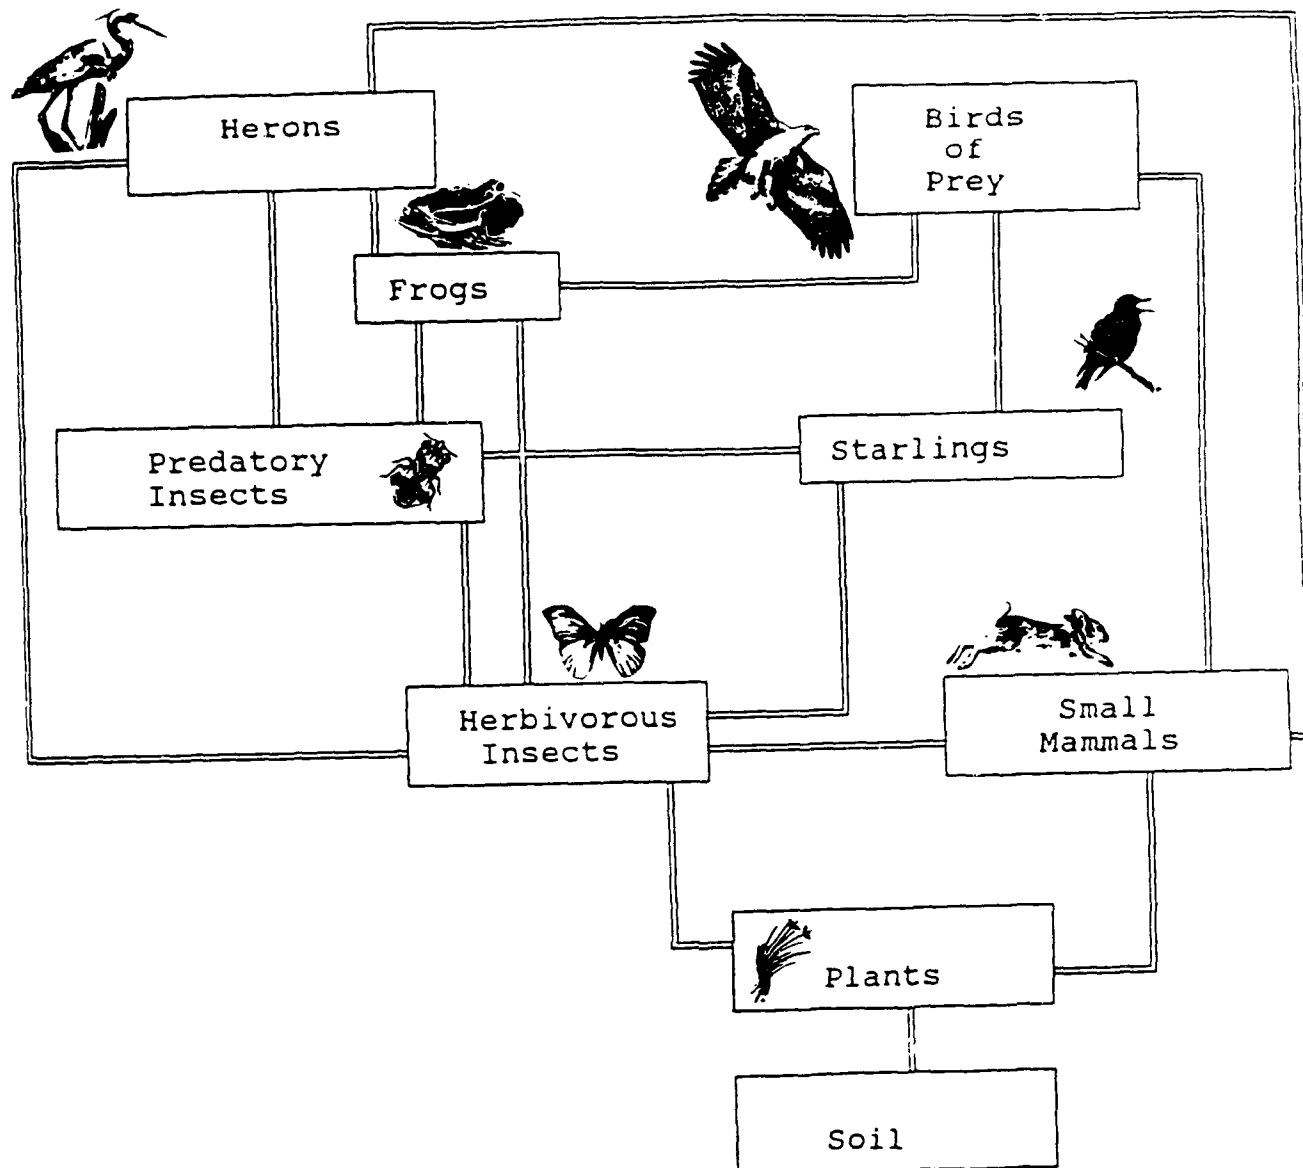 Herons
Birds
of
Prey
Frogs
Starlings
Predatory
Insects
Herbivorous
Insects
Small
Mammals
Plants
Soil